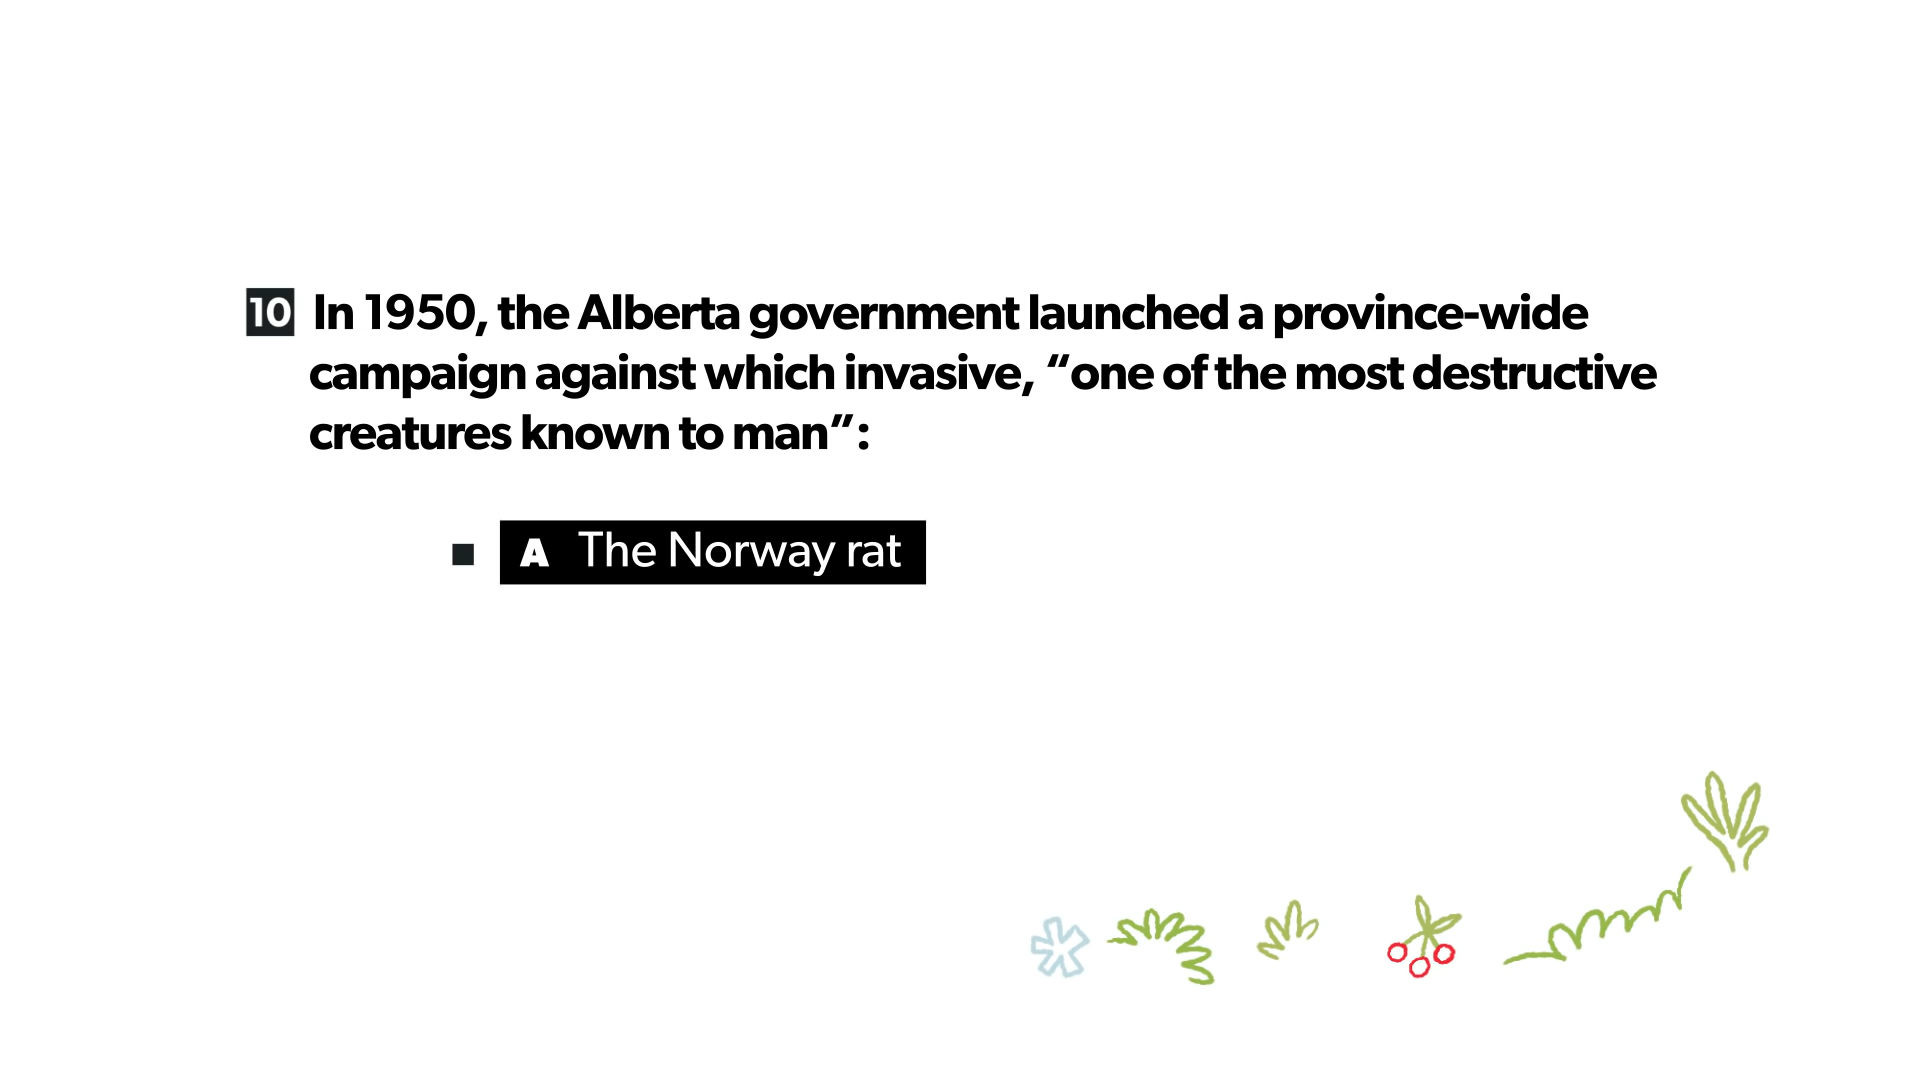 10 In 1950, the Alberta government launched a province-wide
campaign against which invasive, “one of the most destructive
creatures known to man”:
■ A The Norway rat